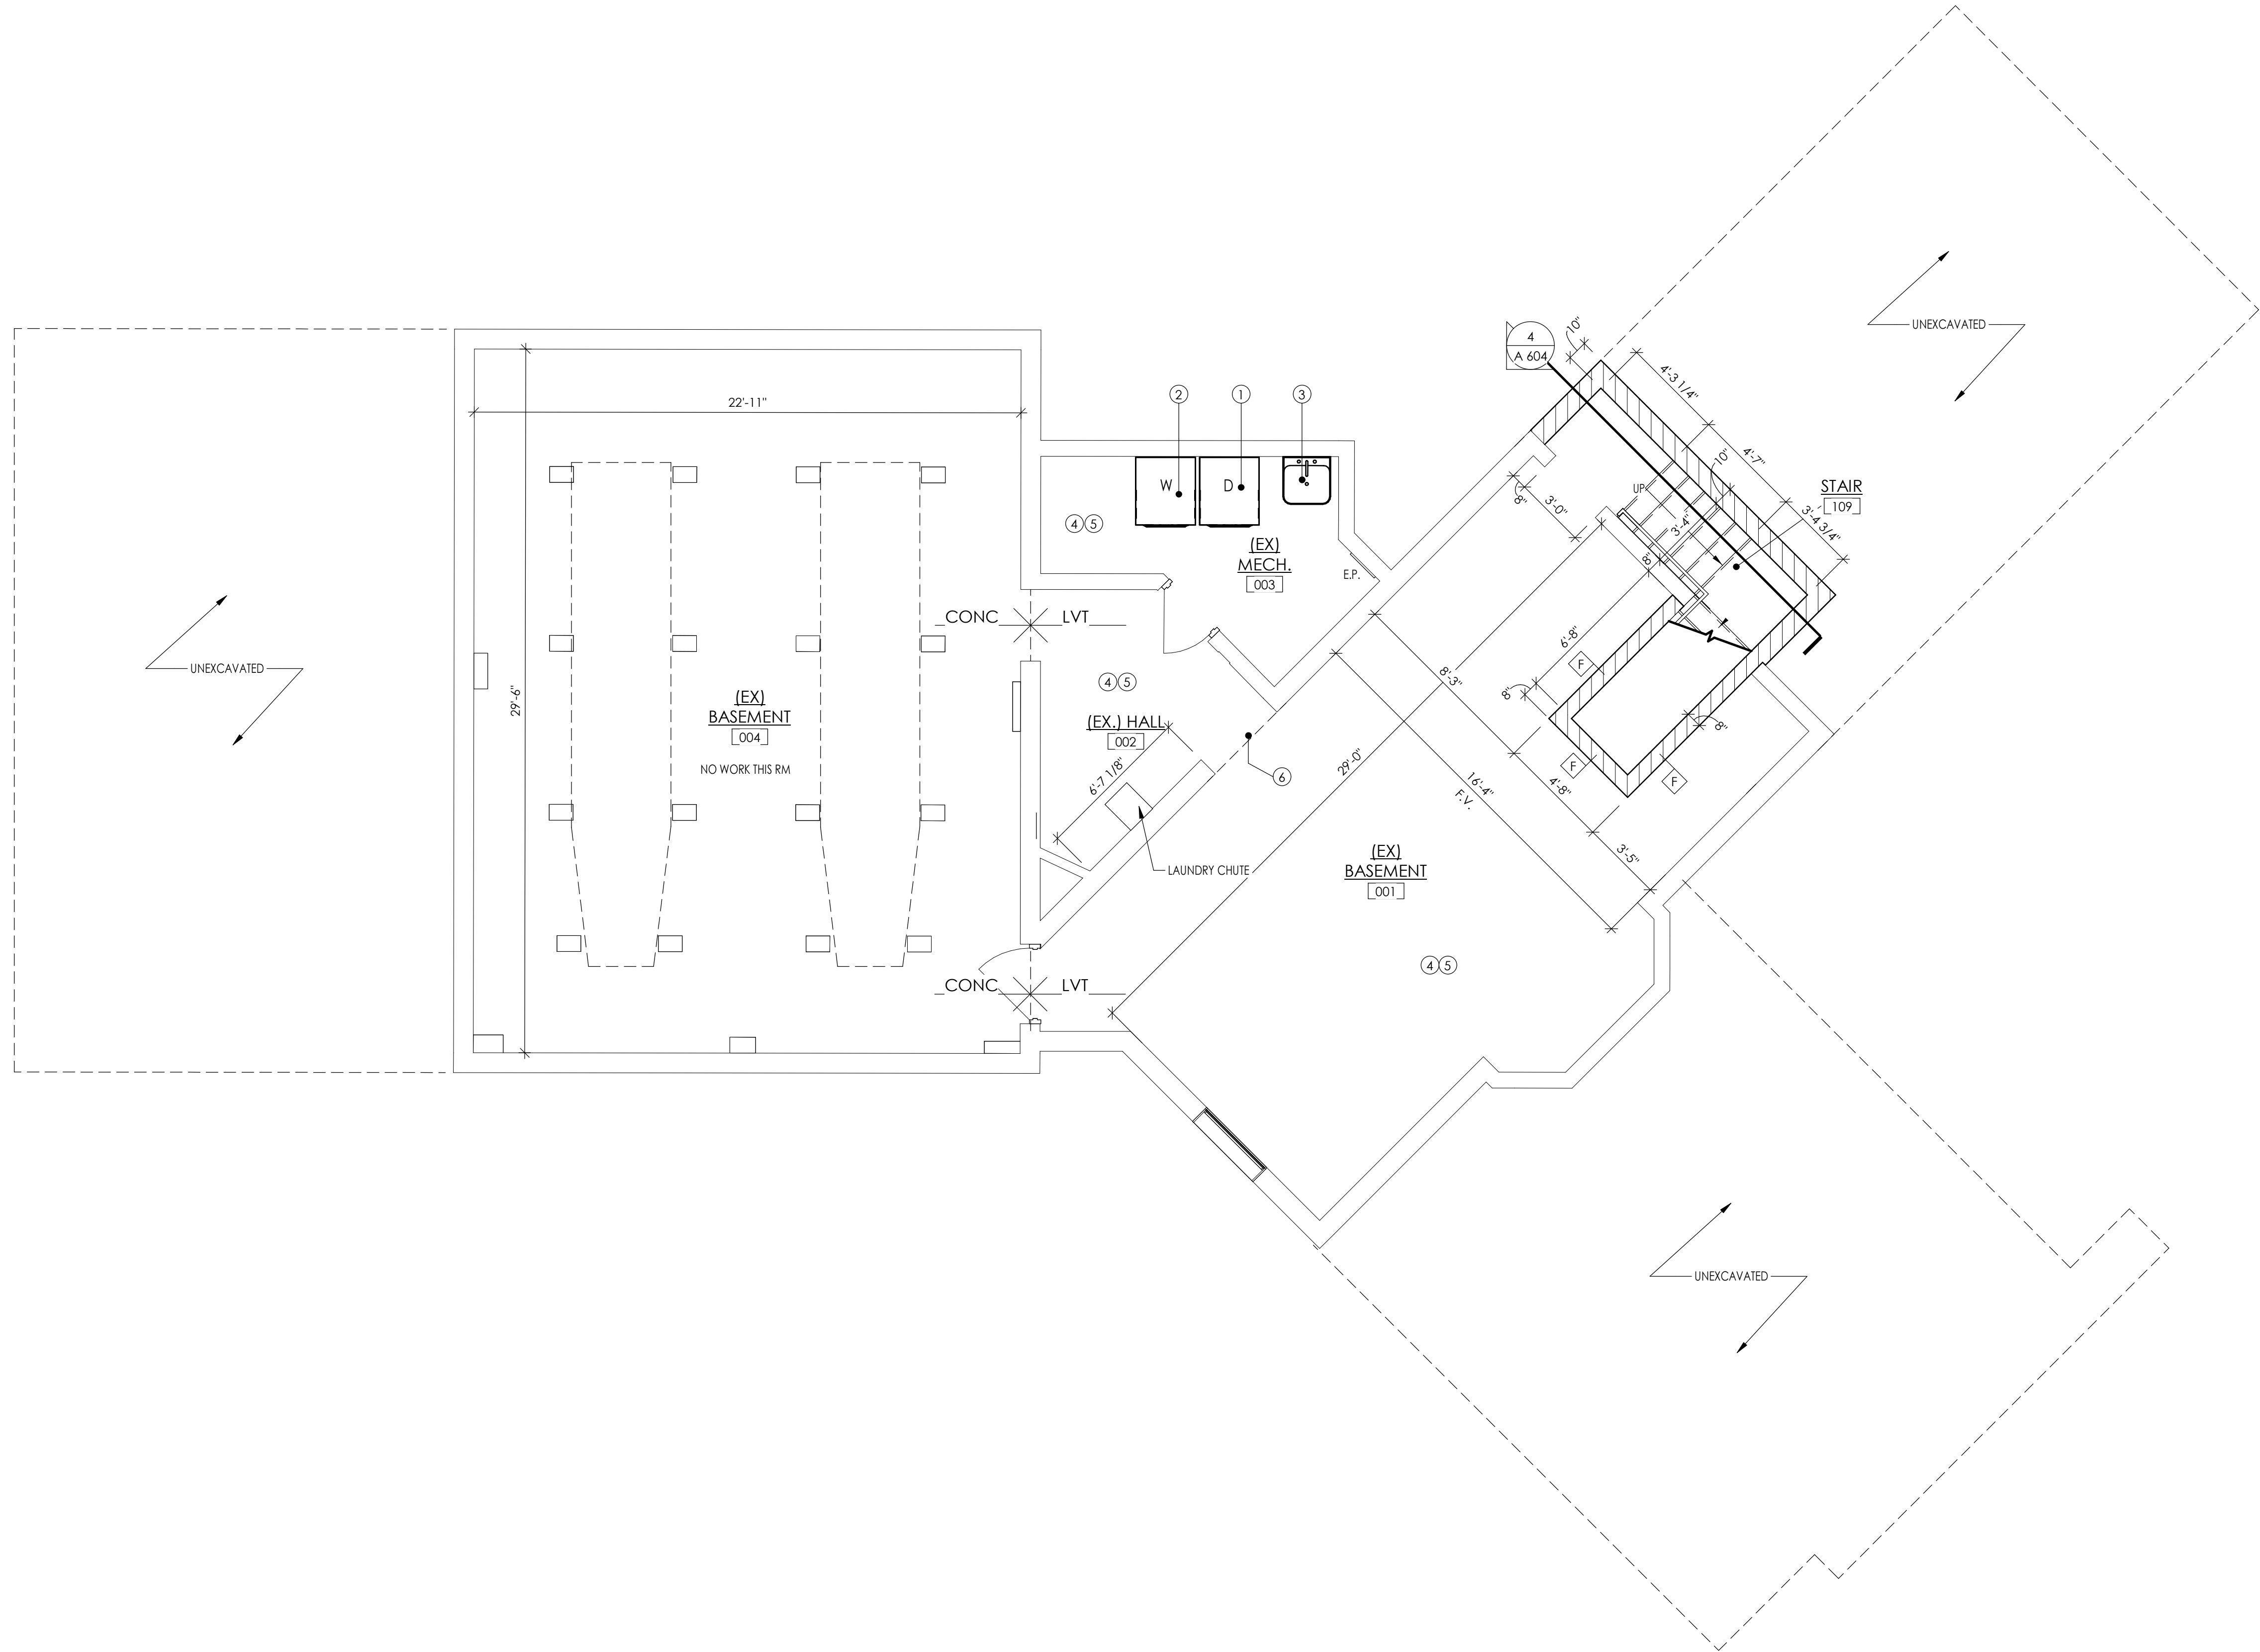 UNEXCAVATED
4
A 604
10"
4'-3 1/4"
4'-7"
10"
STAIR
109
3'-4 3/4"
UP
3'-4"
8"
8"
3'-0"
22'-11"
2
1
3
W
D
4 5
(EX)
MECH.
003
E.P.
CONC
LVT
6'-8"
F
8"
8"
F
F
8'-3"
UNEXCAVATED
29'-6"
(EX)
BASEMENT
004
NO WORK THIS RM
4 5
(EX.) HALL
002
6'-7 1/8"
6
29'-0"
16'-4"
F.V.
4'-8"
3'-5"
LAUNDRY CHUTE
(EX)
BASEMENT
001
4 5
CONC
LVT
UNEXCAVATED